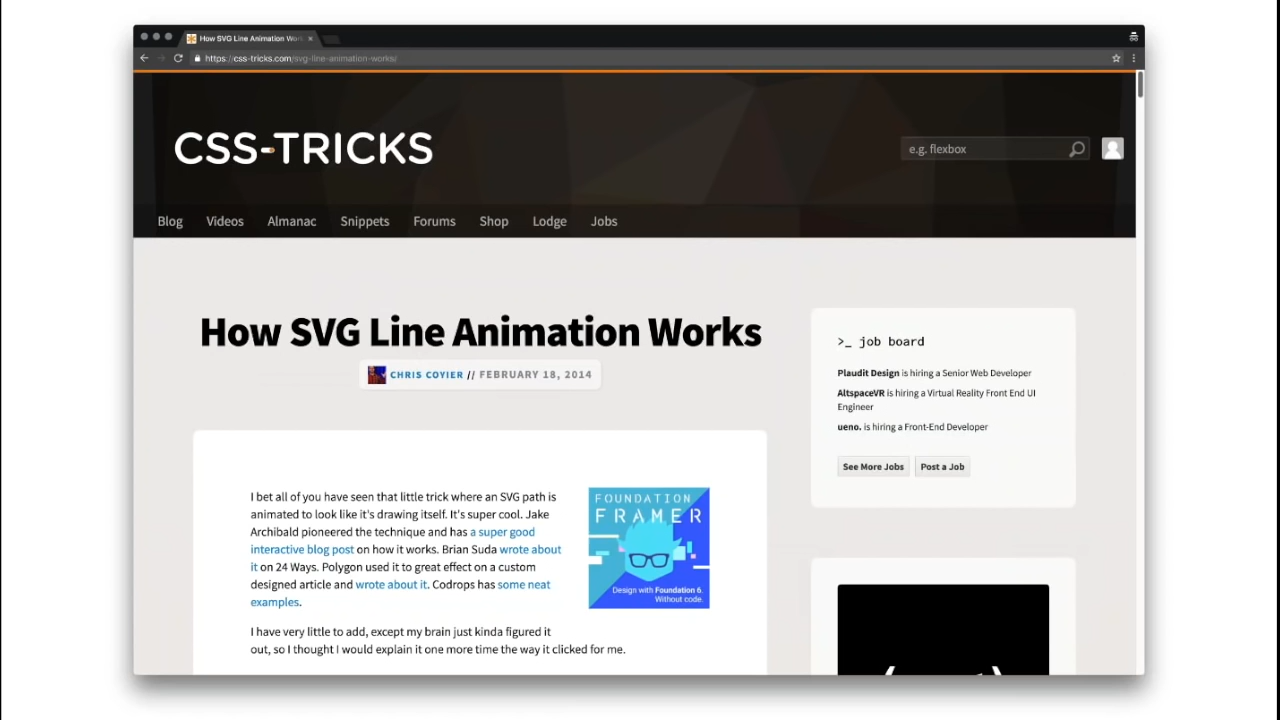 How SVG Line Animation Wor
https://css-tricks.com/svg-line-animation-works/
CSS-TRICKS
e.g. flexbox
Blog Videos Almanac Snippets Forums Shop Lodge Jobs
How SVG Line Animation Works
CHRIS COYIER // FEBRUARY 18, 2014
I bet all of you have seen that little trick where an SVG path is
animated to look like it's drawing itself. It's super cool. Jake
Archibald pioneered the technique and has a super good
interactive blog post on how it works. Brian Suda wrote about
it on 24 Ways. Polygon used it to great effect on a custom
designed article and wrote about it. Codrops has some neat
examples.
I have very little to add, except my brain just kinda figured it
out, so I thought I would explain it one more time the way it clicked for me.
FOUNDATION
FRAMER
Design with Foundation 6.
Without code.
>_ job board
Plaudit Design is hiring a Senior Web Developer
AltspaceVR is hiring a Virtual Reality Front End UI
Engineer
ueno. is hiring a Front-End Developer
See More Jobs Post a Job